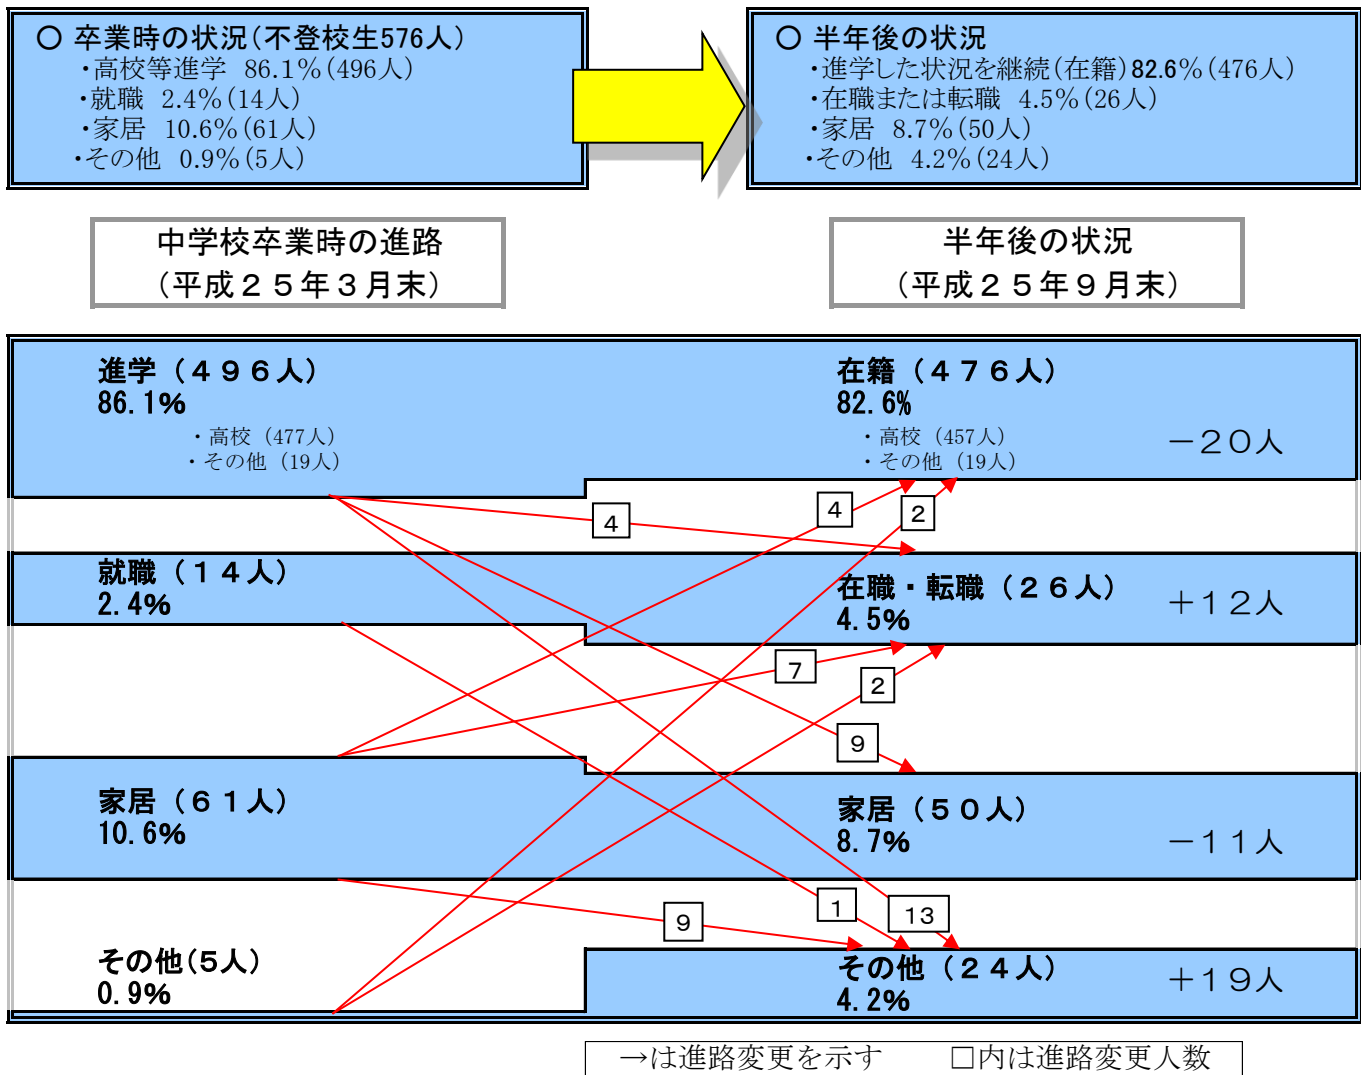 ○ 卒業時の状況(不登校生576人)
・高校等進学 86.1%(496人)
・就職 2.4%(14人)
・家居 10.6%(61人)
・その他 0.9%(5人)
○ 半年後の状況
・進学した状況を継続(在籍)82.6%(476人)
・在職または転職 4.5%(26人)
・家居 8.7%(50人)
・その他 4.2%(24人)
中学校卒業時の進路
(平成25年3月末)
半年後の状況
(平成25年9月末)
進学(496人)
86.1%
・高校(477人)
・その他(19人)
在籍(476人)
82.6%
・高校(457人)
・その他(19人)
-20人
4
4
2
就職(14人)
2.4%
在職・転職(26人)
4.5%
+12人
7
2
9
家居(61人)
10.6%
家居(50人)
8.7%
-11人
9
1
13
その他(5人)
0.9%
その他(24人)
4.2%
+19人
→は進路変更を示す □内は進路変更人数